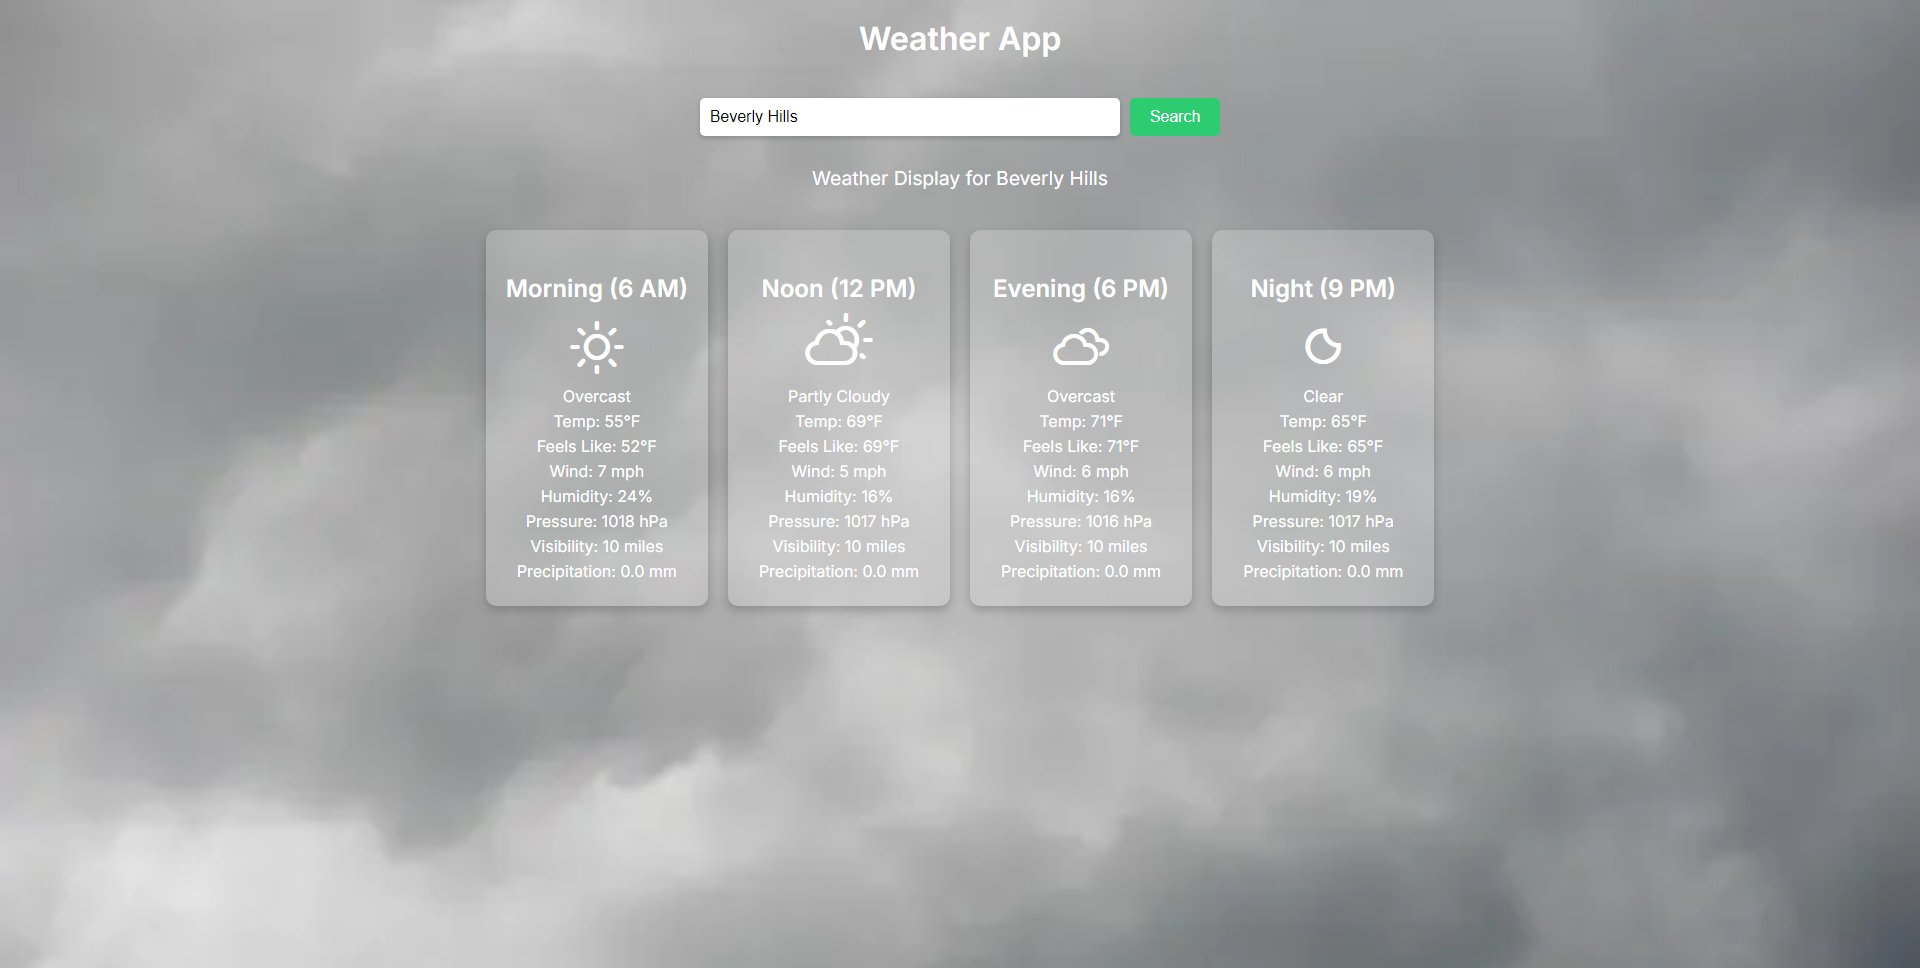 Weather App
Beverly Hills
Search
Weather Display for Beverly Hills
Morning (6 AM)
Overcast
Temp: 55°F
Feels Like: 52°F
Wind: 7 mph
Humidity: 24%
Pressure: 1018 hPa
Visibility: 10 miles
Precipitation: 0.0 mm
Noon (12 PM)
Partly Cloudy
Temp: 69°F
Feels Like: 69°F
Wind: 5 mph
Humidity: 16%
Pressure: 1017 hPa
Visibility: 10 miles
Precipitation: 0.0 mm
Evening (6 PM)
Overcast
Temp: 71°F
Feels Like: 71°F
Wind: 6 mph
Humidity: 16%
Pressure: 1016 hPa
Visibility: 10 miles
Precipitation: 0.0 mm
Night (9 PM)
Clear
Temp: 65°F
Feels Like: 65°F
Wind: 6 mph
Humidity: 19%
Pressure: 1017 hPa
Visibility: 10 miles
Precipitation: 0.0 mm